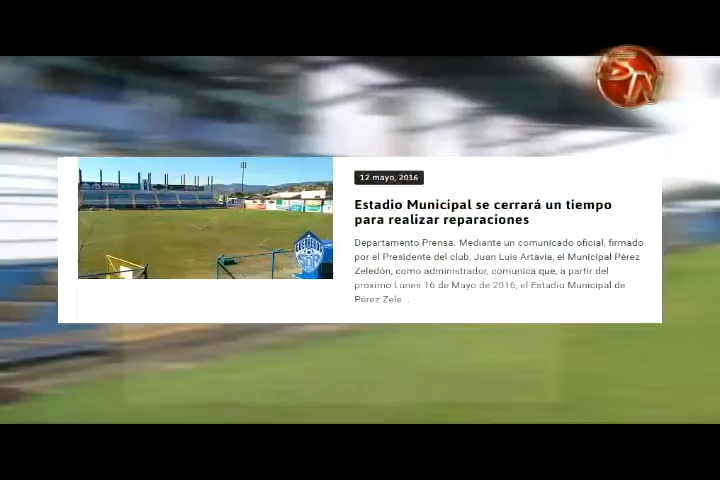 SN
12 mayo, 2016
Estadio Municipal se cerrará un tiempo
para realizar reparaciones
Departamento Prensa. Mediante un comunicado oficial, firmado
por el Presidente del club, Juan Luis Artavia, el Municipal Pérez
Zeledón, como administrador, comunica que, a partir del
próximo Lunes 16 de Mayo de 2016, el Estadio Municipal de
Pérez Zele ..